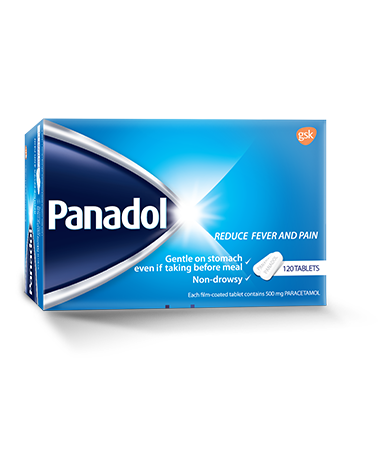 gsk
Panadol
REDUCE FEVER AND PAIN
Gentle on stomach
even if taking before meal
Non-drowsy
120 TABLETS
Each film-coated tablet contains 500 mg PARACETAMOL
Panadol